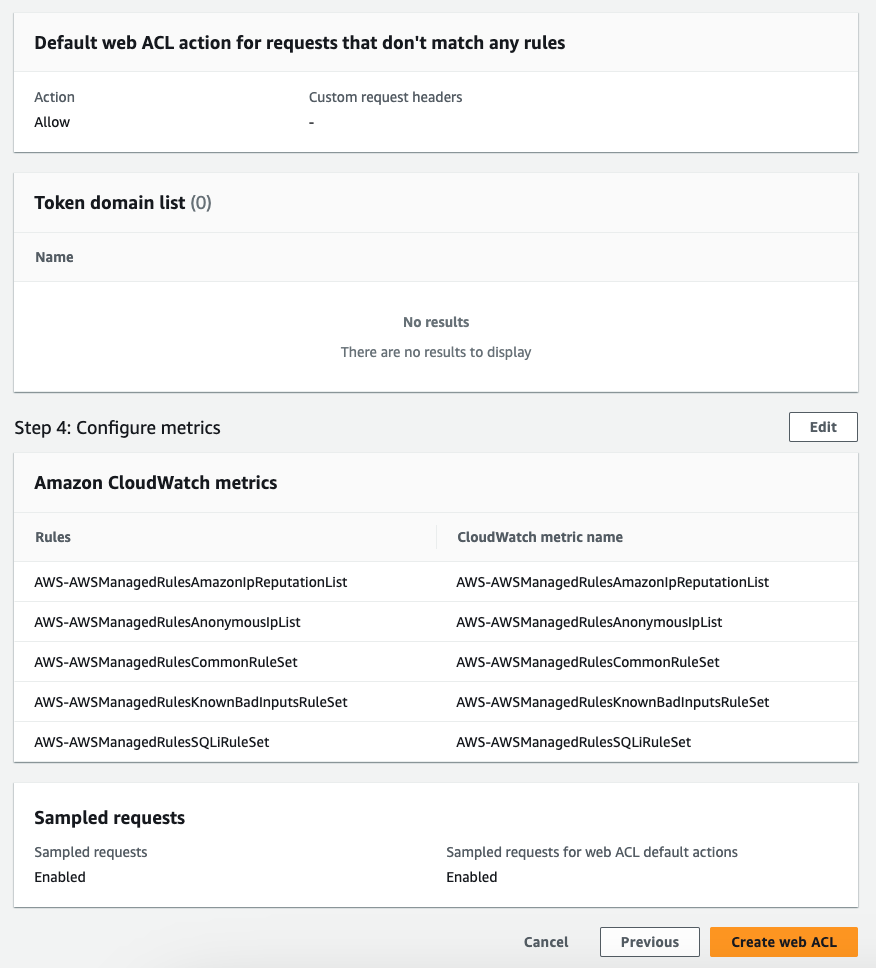 Default web ACL action for requests that don't match any rules
Action
Custom request headers
Allow
-
Token domain list (0)
Name
No results
There are no results to display
Step 4: Configure metrics
Edit
Amazon CloudWatch metrics
Rules
CloudWatch metric name
AWS-AWSManagedRulesAmazonIpReputationList
AWS-AWSManagedRulesAmazonIpReputationList
AWS-AWSManagedRulesAnonymousIpList
AWS-AWSManagedRulesAnonymousIpList
AWS-AWSManagedRulesCommonRuleSet
AWS-AWSManagedRulesCommonRuleSet
AWS-AWSManagedRulesKnownBadInputsRuleSet
AWS-AWSManagedRulesKnownBadInputsRuleSet
AWS-AWSManagedRulesSQLiRuleSet
AWS-AWSManagedRulesSQLiRuleSet
Sampled requests
Sampled requests
Sampled requests for web ACL default actions
Enabled
Enabled
Cancel
Previous
Create web ACL